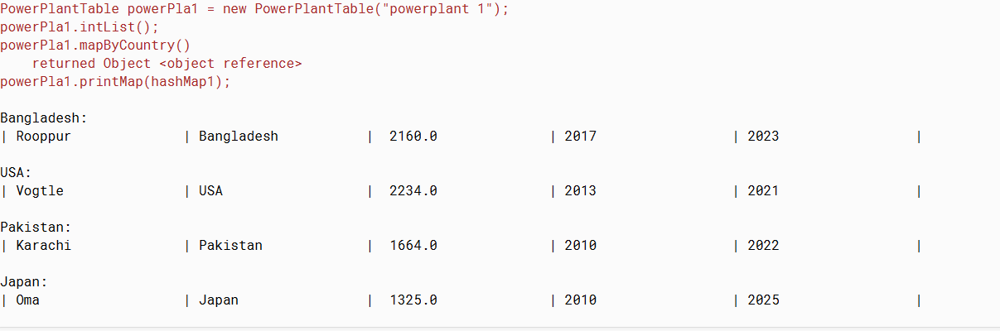 PowerPlantTable powerPla1 = new PowerPlantTable("powerplant 1");
powerPla1.intList();
powerPla1.mapByCountry()
    returned Object <object reference>
powerPla1.printMap(hashMap1);

Bangladesh:
| Rooppur              | Bangladesh           |  2160.0              | 2017                 | 2023                 |

USA:
| Vogtle               | USA                  |  2234.0              | 2013                 | 2021                 |

Pakistan:
| Karachi              | Pakistan             |  1664.0              | 2010                 | 2022                 |

Japan:
| Oma                  | Japan                |  1325.0              | 2010                 | 2025                 |